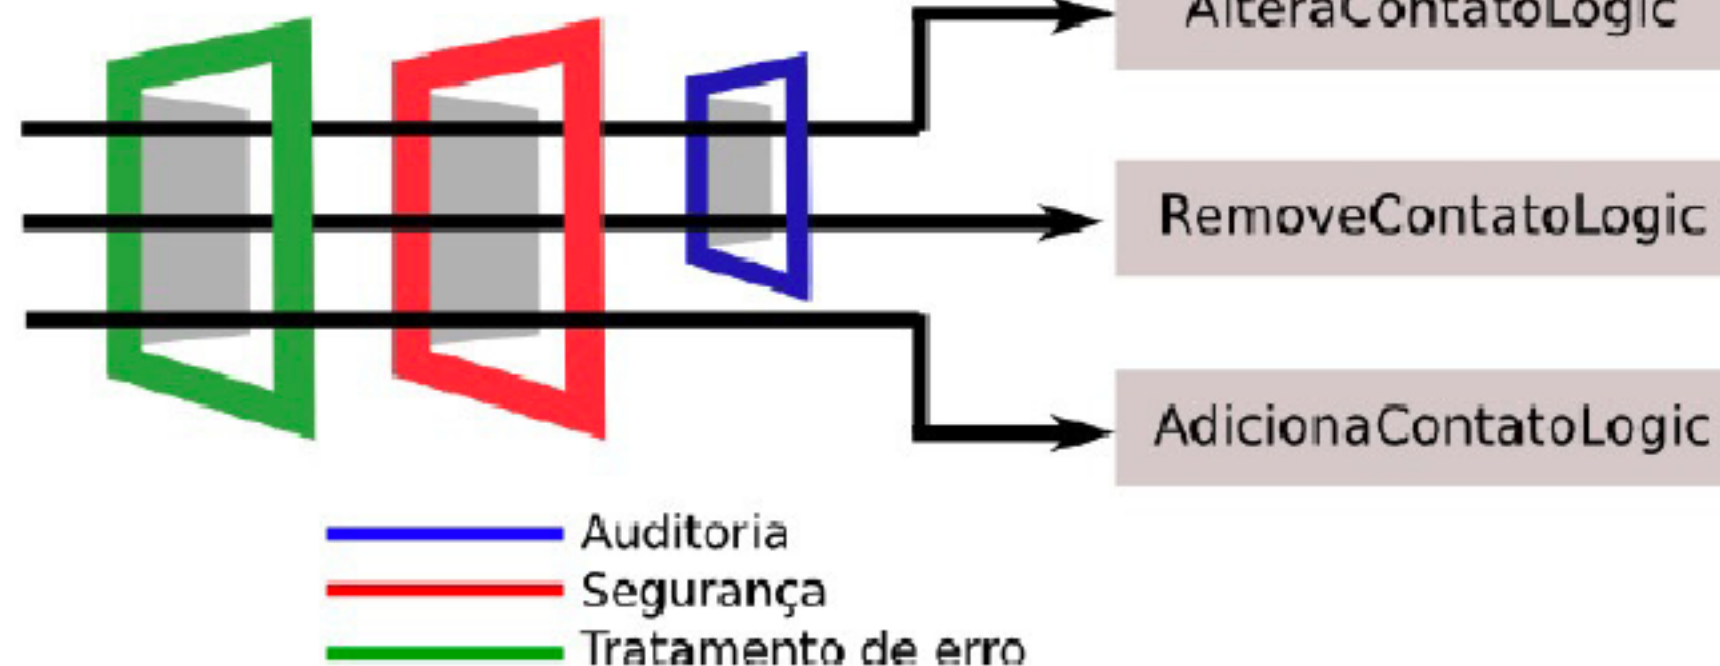 AlteraContatoLogic
RemoveContatoLogic
AdicionaContatoLogic
Auditoria
Segurança
Tratamento de erro